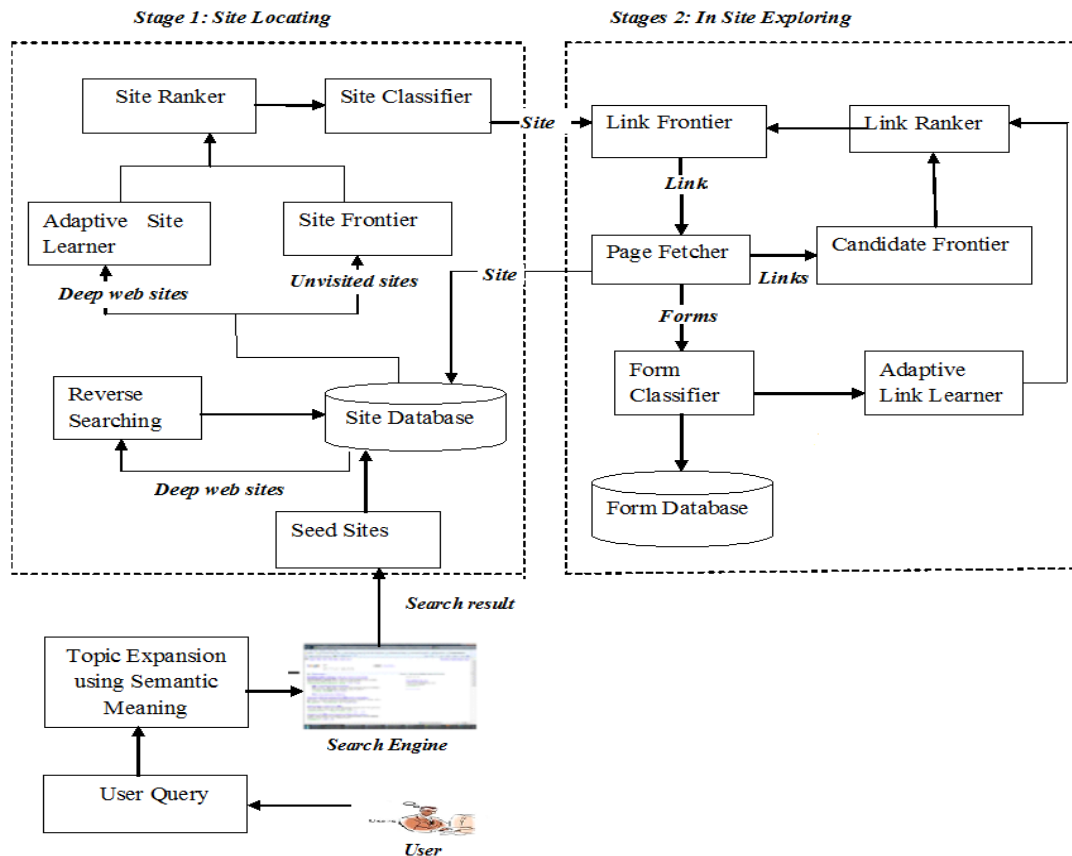 Stage 1: Site Locating
Stages 2: In Site Exploring
Site Ranker
Site Classifier
Site
Link Frontier
Link Ranker
Link
Adaptive Site
Learner
Site Frontier
Page Fetcher
Candidate Frontier
Deep web sites
Unvisited sites
Site
Links
Forms
Reverse
Searching
Site Database
Form
Classifier
Adaptive
Link Learner
Deep web sites
Seed Sites
Form Database
Search result
Topic Expansion
using Semantic
Meaning
Search Engine
User Query
User